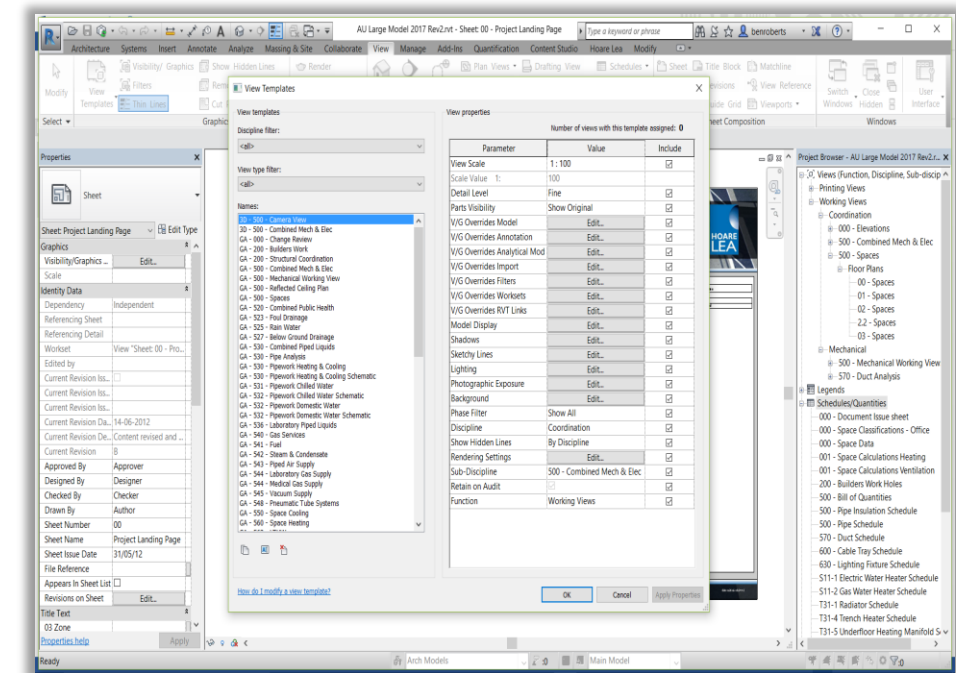 AU Large Model 2017 Rev2.rvt - Sheet: 00 - Project Landing Page
Type a keyword or phrase
benroberts
Architecture Systems Insert Annotate Analyze Massing & Site Collaborate View Manage Add-Ins Quantification Content Studio Hoare Lea Modify
Modify
View Templates
Visibility/ Graphics
Filters
Thin Lines
Show Hidden Lines
Render
Plan Views
Drafting View
Schedules
Sheet
Title Block
Matchline
View Reference
Viewports
Switch Windows
Close Hidden
User Interface
Select
Windows
Properties
Sheet
Sheet: Project Landing Page
Edit Type
Graphics
Visibility/Graphics ... Edit...
Scale
Identity Data
Dependency Independent
Referencing Sheet
Referencing Detail
Workset View "Sheet: 00 - Pro...
Edited by
Current Revision Iss...
Current Revision Iss...
Current Revision Iss...
Current Revision Da... 14-06-2012
Current Revision De... Content revised and ...
Current Revision B
Approved By Approver
Designed By Designer
Checked By Checker
Drawn By Author
Sheet Number 00
Sheet Name Project Landing Page
Sheet Issue Date 31/05/12
File Reference
Appears In Sheet List
Revisions on Sheet Edit...
Title Text
03 Zone
Properties help
Apply
Ready
View Templates
View templates
Discipline filter:
<all>
View type filter:
<all>
Names:
3D - 500 - Camera View
3D - 500 - Combined Mech & Elec
GA - 000 - Change Review
GA - 200 - Builders Work
GA - 200 - Structural Coordination
GA - 500 - Combined Mech & Elec
GA - 500 - Mechanical Working View
GA - 500 - Reflected Ceiling Plan
GA - 500 - Spaces
GA - 520 - Combined Public Health
GA - 523 - Foul Drainage
GA - 525 - Rain Water
GA - 527 - Below Ground Drainage
GA - 530 - Combined Piped Liquids
GA - 530 - Pipe Analysis
GA - 530 - Pipework Heating & Cooling
GA - 530 - Pipework Heating & Cooling Schematic
GA - 531 - Pipework Chilled Water
GA - 532 - Pipework Chilled Water Schematic
GA - 532 - Pipework Domestic Water
GA - 532 - Pipework Domestic Water Schematic
GA - 536 - Laboratory Piped Liquids
GA - 540 - Gas Services
GA - 541 - Fuel
GA - 542 - Steam & Condensate
GA - 543 - Piped Air Supply
GA - 544 - Laboratory Gas Supply
GA - 544 - Medical Gas Supply
GA - 545 - Vacuum Supply
GA - 548 - Pneumatic Tube Systems
GA - 550 - Space Cooling
GA - 560 - Space Heating
How do I modify a view template?
View properties
Number of views with this template assigned: 0
Parameter Value Include
View Scale 1 : 100
Scale Value 1: 100
Detail Level Fine
Parts Visibility Show Original
V/G Overrides Model Edit...
V/G Overrides Annotation Edit...
V/G Overrides Analytical Mod Edit...
V/G Overrides Import Edit...
V/G Overrides Filters Edit...
V/G Overrides Worksets Edit...
V/G Overrides RVT Links Edit...
Model Display Edit...
Shadows Edit...
Sketchy Lines Edit...
Lighting Edit...
Photographic Exposure Edit...
Background Edit...
Phase Filter Show All
Discipline Coordination
Show Hidden Lines By Discipline
Rendering Settings Edit...
Sub-Discipline 500 - Combined Mech & Elec
Retain on Audit
Function Working Views
OK
Cancel
Apply Properties
HOARE
LEA
Arch Models
:0
Main Model
Project Browser - AU Large Model 2017 Rev2.r...
Views (Function, Discipline, Sub-discip
Printing Views
Working Views
Coordination
000 - Elevations
500 - Combined Mech & Elec
500 - Spaces
Floor Plans
00 - Spaces
01 - Spaces
02 - Spaces
2.2 - Spaces
03 - Spaces
Mechanical
500 - Mechanical Working View
570 - Duct Analysis
Legends
Schedules/Quantities
000 - Document Issue sheet
000 - Space Classifications - Office
000 - Space Data
001 - Space Calculations Heating
001 - Space Calculations Ventilation
200 - Builders Work Holes
500 - Bill of Quantities
500 - Pipe Insulation Schedule
500 - Pipe Schedule
570 - Duct Schedule
600 - Cable Tray Schedule
630 - Lighting Fixture Schedule
S11-1 Electric Water Heater Schedule
S11-2 Gas Water Heater Schedule
T31-1 Radiator Schedule
T31-4 Trench Heater Schedule
T31-5 Underfloor Heating Manifold S
:0